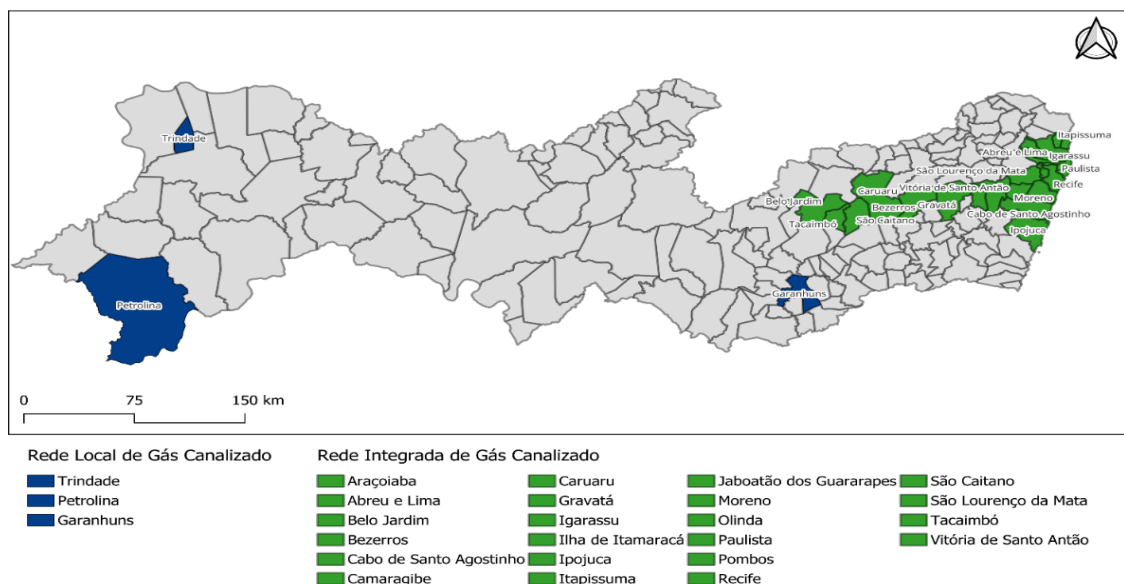 Itapissuma
Trindade
Abreu e Lima
Igarassu
São Lourenço da Mata
Paulista
Recife
Caruaru
Vitória de Santo Antão
Belo Jardim
Bezerros
Gravatá
Moreno
Tacaimbó
São Caitano
Cabo de Santo Agostinho
Ipojuca
Garanhuns
Petrolina
0 75 150 km
Rede Local de Gás Canalizado
Trindade
Petrolina
Garanhuns
Rede Integrada de Gás Canalizado
Araçoiaba
Abreu e Lima
Belo Jardim
Bezerros
Cabo de Santo Agostinho
Camaragibe
Caruaru
Gravatá
Igarassu
Ilha de Itamaracá
Ipojuca
Itapissuma
Jaboatão dos Guararapes
Moreno
Olinda
Paulista
Pombos
Recife
São Caitano
São Lourenço da Mata
Tacaimbó
Vitória de Santo Antão